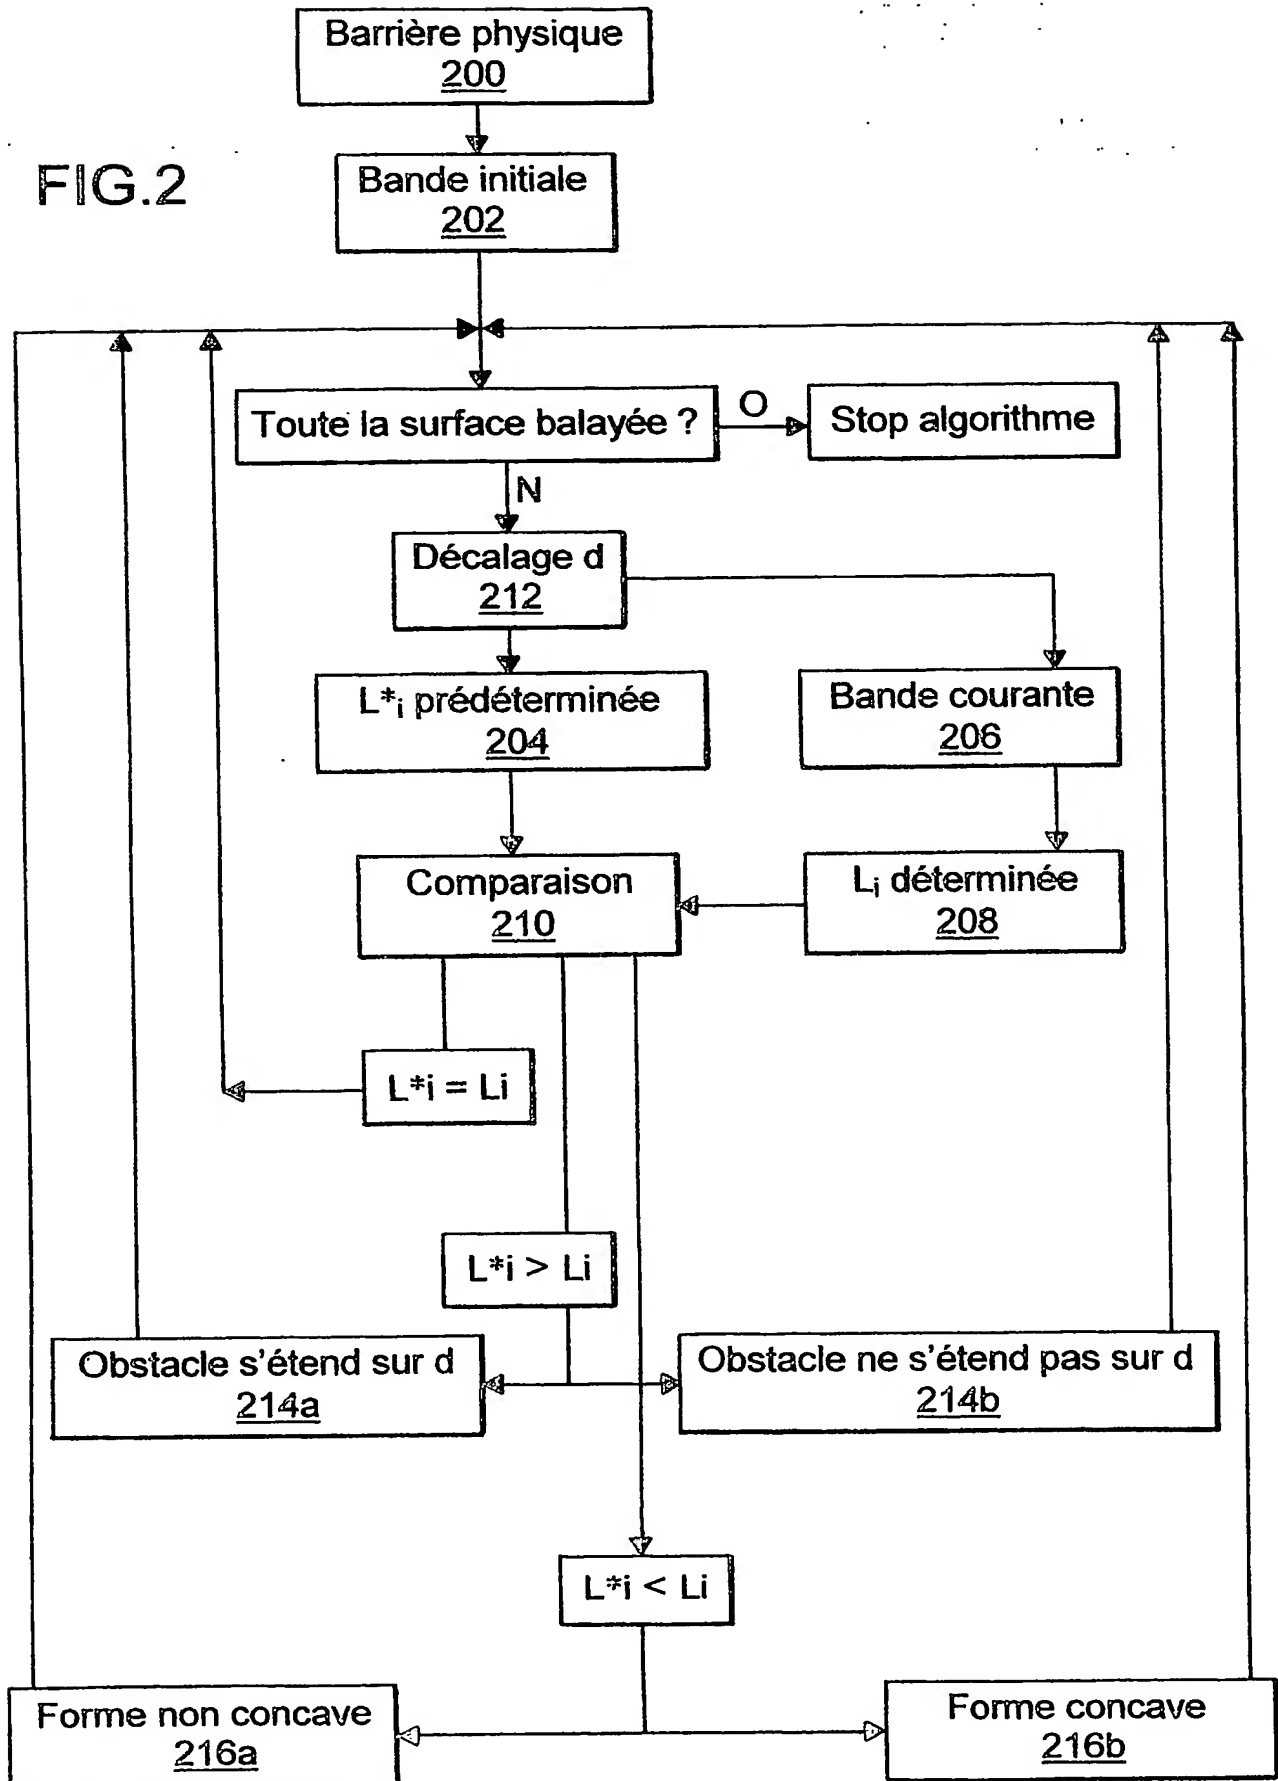 Barrière physique
200
FIG.2
Bande initiale
202
Toute la surface balayée ?
O
Stop algorithme
N
Décalage d
212
L*i prédéterminée
204
Bande courante
206
Comparaison
210
Li déterminée
208
L*i = Li
L*i > Li
Obstacle s'étend sur d
214a
Obstacle ne s'étend pas sur d
214b
L*i < Li
Forme non concave
216a
Forme concave
216b